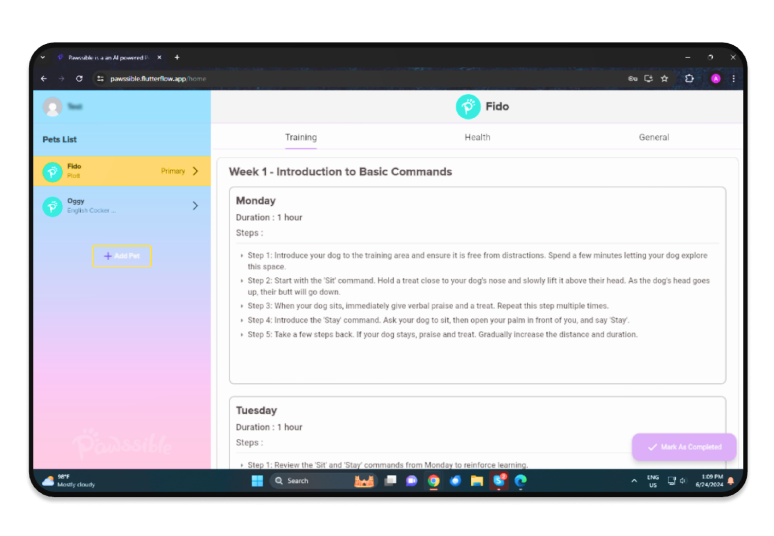 Pawssible is a an AI powered
pawssible.flutterflow.app/home
Test
Fido
Pets List
Training
Health
General
Fido
Primary
Oggy
English Cocker ...
Add Pet
Pawssible
Week 1 - Introduction to Basic Commands
Monday
Duration : 1 hour
Steps :
Step 1: Introduce your dog to the training area and ensure it is free from distractions. Spend a few minutes letting your dog explore
this space.
Step 2: Start with the 'Sit' command. Hold a treat close to your dog's nose and slowly lift it above their head. As the dog's head goes
up, their butt will go down.
Step 3: When your dog sits, immediately give verbal praise and a treat. Repeat this step multiple times.
Step 4: Introduce the 'Stay' command. Ask your dog to sit, then open your palm in front of you, and say 'Stay'.
Step 5: Take a few steps back. If your dog stays, praise and treat. Gradually increase the distance and duration.
Tuesday
Duration : 1 hour
Steps :
Mark As Completed
Step 1: Review the 'Sit' and 'Stay' commands from Monday to reinforce learning.
98°F
Mostly cloudy
Search
ENG
US
1:09 PM
6/24/2024